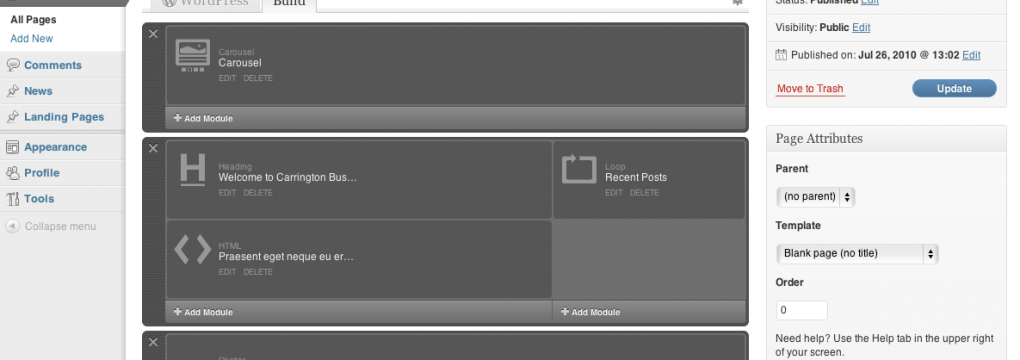 All Pages
Add New
Comments
News
Landing Pages
Appearance
Profile
Tools
Collapse menu
WordPress
Build
Carousel
Carousel
EDIT DELETE
Add Module
Heading
Welcome to Carrington Bus...
EDIT DELETE
Loop
Recent Posts
EDIT DELETE
HTML
Praesent eget neque eu er...
EDIT DELETE
Add Module
Add Module
Status: Published Edit
Visibility: Public Edit
Published on: Jul 26, 2010 @ 13:02 Edit
Move to Trash
Update
Page Attributes
Parent
(no parent)
Template
Blank page (no title)
Order
0
Need help? Use the Help tab in the upper right
of your screen.